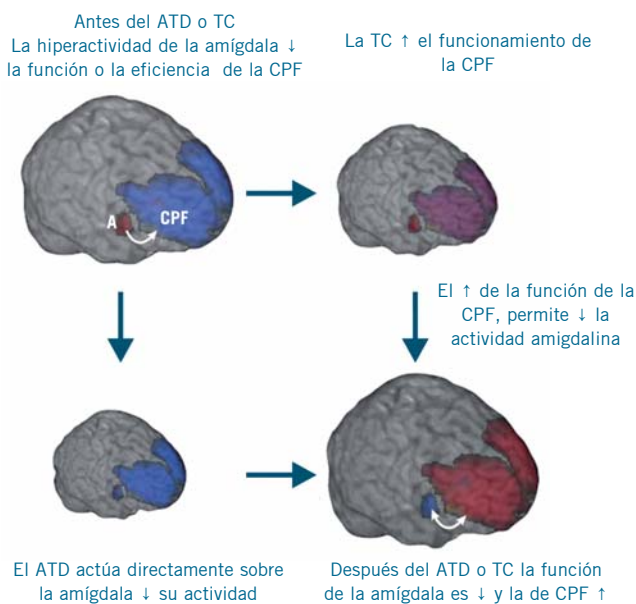 Antes del ATD o TC
La hiperactividad de la amígdala ↓
la función o la eficiencia de la CPF
La TC ↑ el funcionamiento de
la CPF
A
CPF
El ↑ de la función de la
CPF, permite ↓ la
actividad amigdalina
El ATD actúa directamente sobre
la amígdala ↓ su actividad
Después del ATD o TC la función
de la amígdala es ↓ y la de CPF ↑